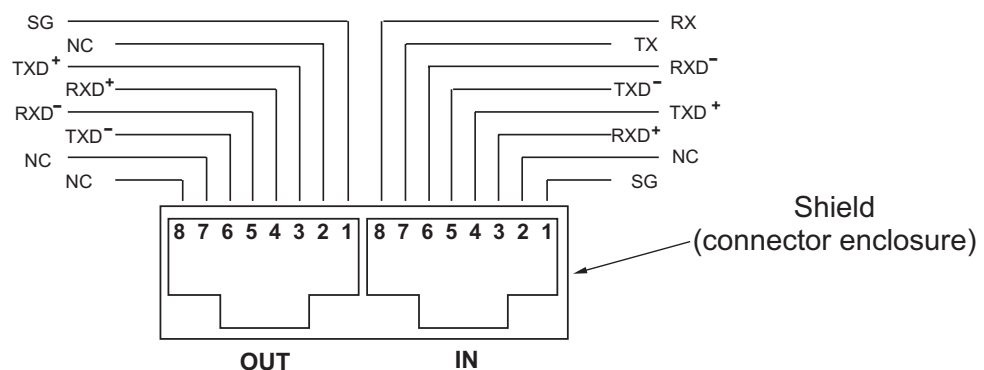 SG
NC
TXD+
RXD+
RXD-
TXD-
NC
NC
RX
TX
RXD-
TXD-
TXD +
RXD+
NC
SG
Shield
(connector enclosure)
8 7 6 5 4 3 2 1
8 7 6 5 4 3 2 1
OUT
IN